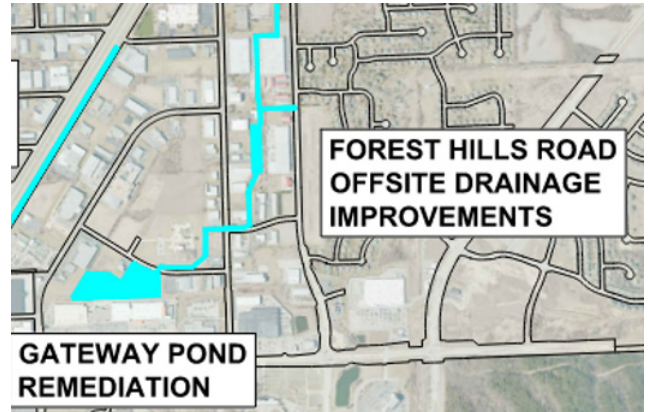 FOREST HILLS ROAD
OFFSITE DRAINAGE
IMPROVEMENTS
GATEWAY POND
REMEDIATION